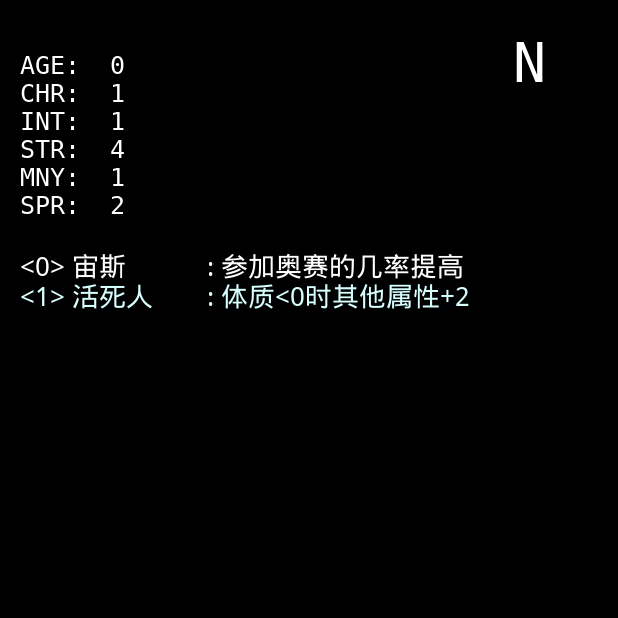 N
AGE: 0
CHR: 1
INT: 1
STR: 4
MNY: 1
SPR: 2
<0> 宙斯 : 参加奥赛的几率提高
<1> 活死人 : 体质<0时其他属性+2